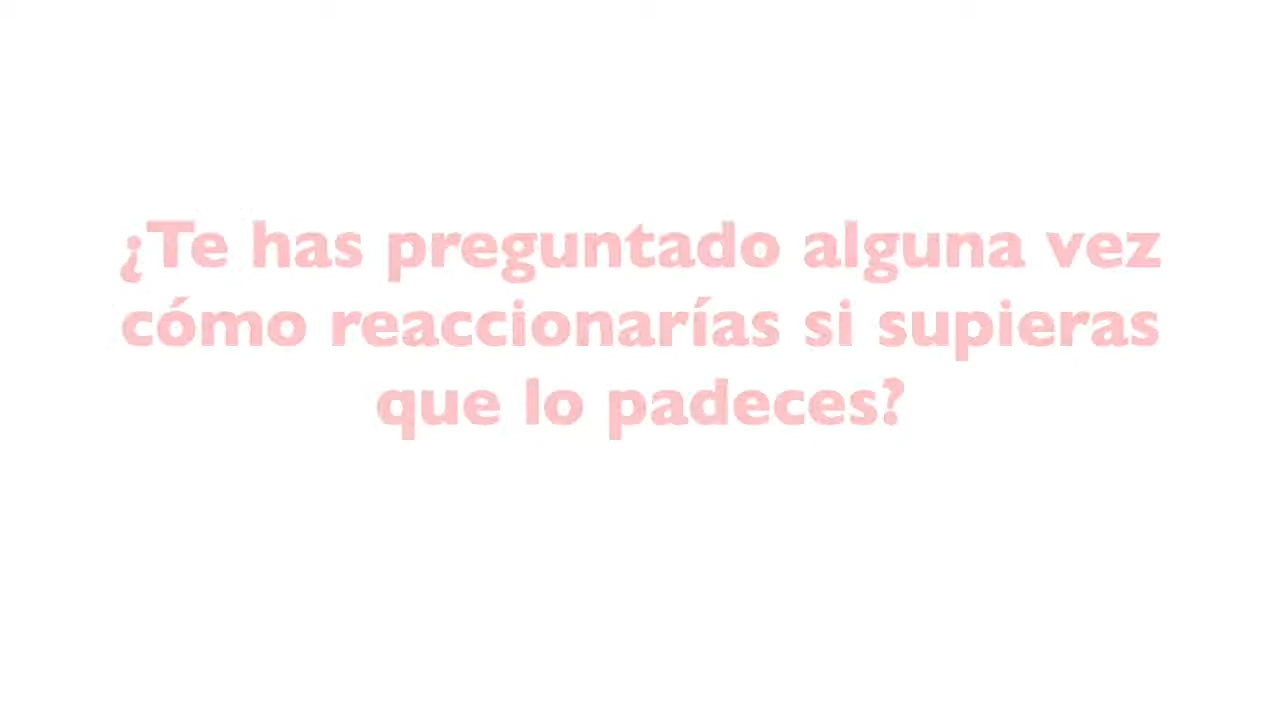 ¿Te has preguntado alguna vez
cómo reaccionarías si supieras
que lo padeces?